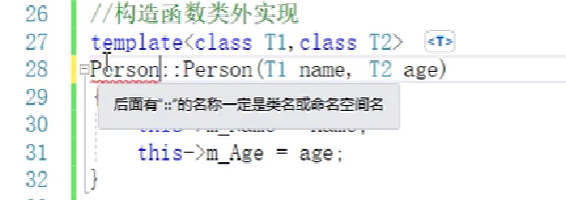 26 //构造函数类外实现
27 template<class T1,class T2> <T>
28 Person::Person(T1 name, T2 age)
29 后面有"::"的名称一定是类名或命名空间名
30
31 this->m_Age = age;
32 }